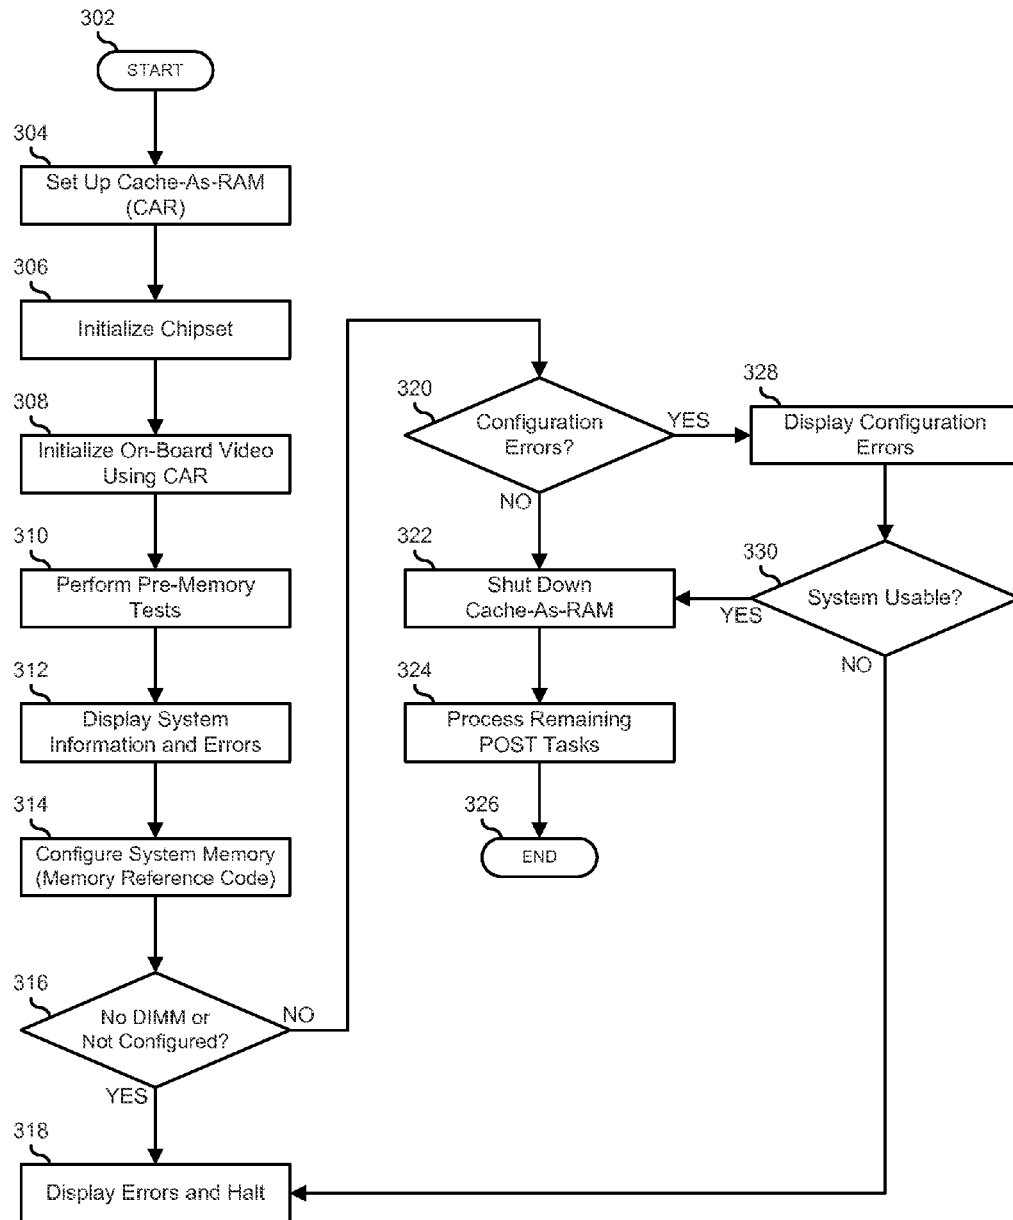 302
START
304
Set Up Cache-As-RAM
(CAR)
306
Initialize Chipset
308
Initialize On-Board Video
Using CAR
310
Perform Pre-Memory
Tests
312
Display System
Information and Errors
314
Configure System Memory
(Memory Reference Code)
316
No DIMM or
Not Configured?
NO
YES
318
Display Errors and Halt
320
Configuration
Errors?
YES
NO
322
Shut Down
Cache-As-RAM
324
Process Remaining
POST Tasks
326
END
328
Display Configuration
Errors
330
System Usable?
YES
NO